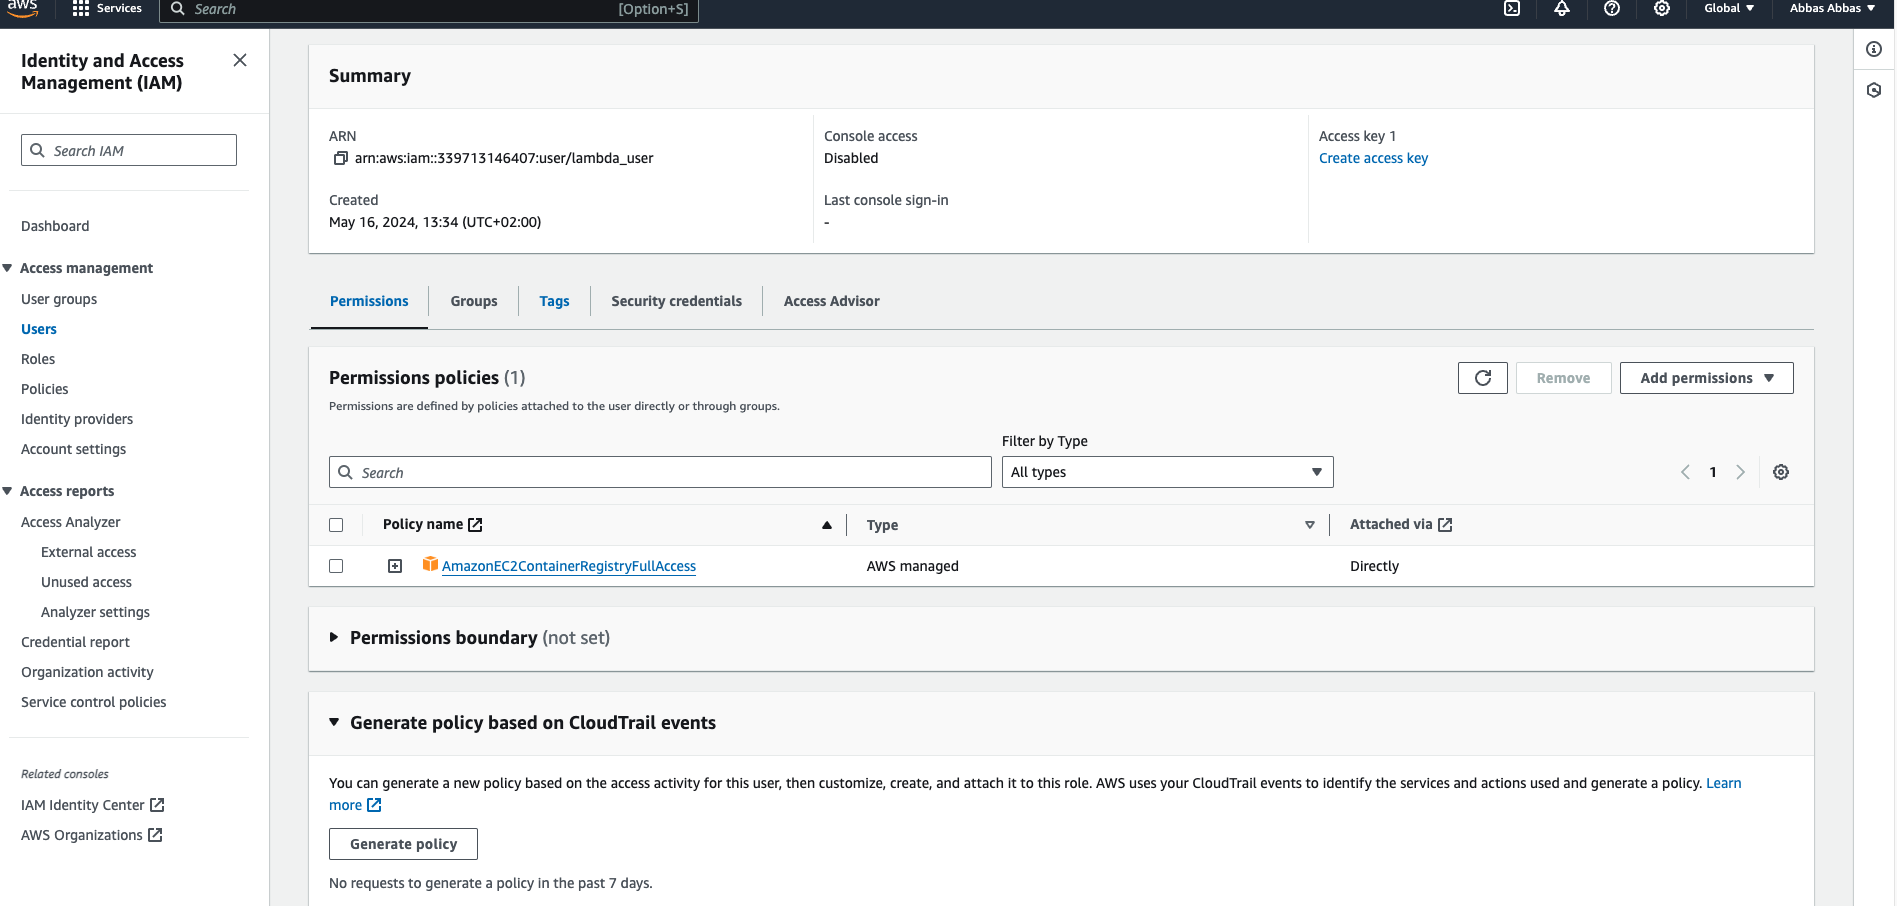 aws
Services
Search
[Option+S]
Global
Abbas Abbas
Identity and Access
Management (IAM)
Search IAM
Dashboard
Access management
User groups
Users
Roles
Policies
Identity providers
Account settings
Access reports
Access Analyzer
External access
Unused access
Analyzer settings
Credential report
Organization activity
Service control policies
Related consoles
IAM Identity Center
AWS Organizations
Summary
ARN
arn:aws:iam::339713146407:user/lambda_user
Created
May 16, 2024, 13:34 (UTC+02:00)
Console access
Disabled
Last console sign-in
-
Access key 1
Create access key
Permissions
Groups
Tags
Security credentials
Access Advisor
Permissions policies (1)
Permissions are defined by policies attached to the user directly or through groups.
Remove
Add permissions
Filter by Type
Search
All types
1
Policy name
Type
Attached via
AmazonEC2ContainerRegistryFullAccess
AWS managed
Directly
Permissions boundary (not set)
Generate policy based on CloudTrail events
You can generate a new policy based on the access activity for this user, then customize, create, and attach it to this role. AWS uses your CloudTrail events to identify the services and actions used and generate a policy. Learn
more
Generate policy
No requests to generate a policy in the past 7 days.